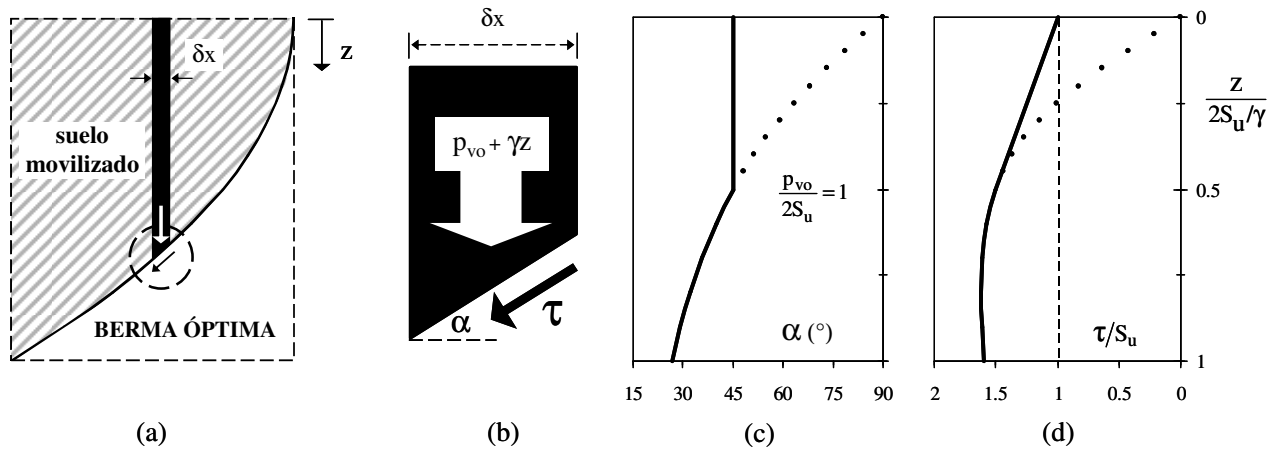 δx
z
suelo
movilizado
BERMA ÓPTIMA
(a)
δx
p_vo + γz
α
τ
(b)
p_vo/2S_u = 1
α (°)
15 30 45 60 75 90
(c)
0
z/2S_u/γ
0.5
τ/S_u
1
2 1.5 1 0.5 0
(d)